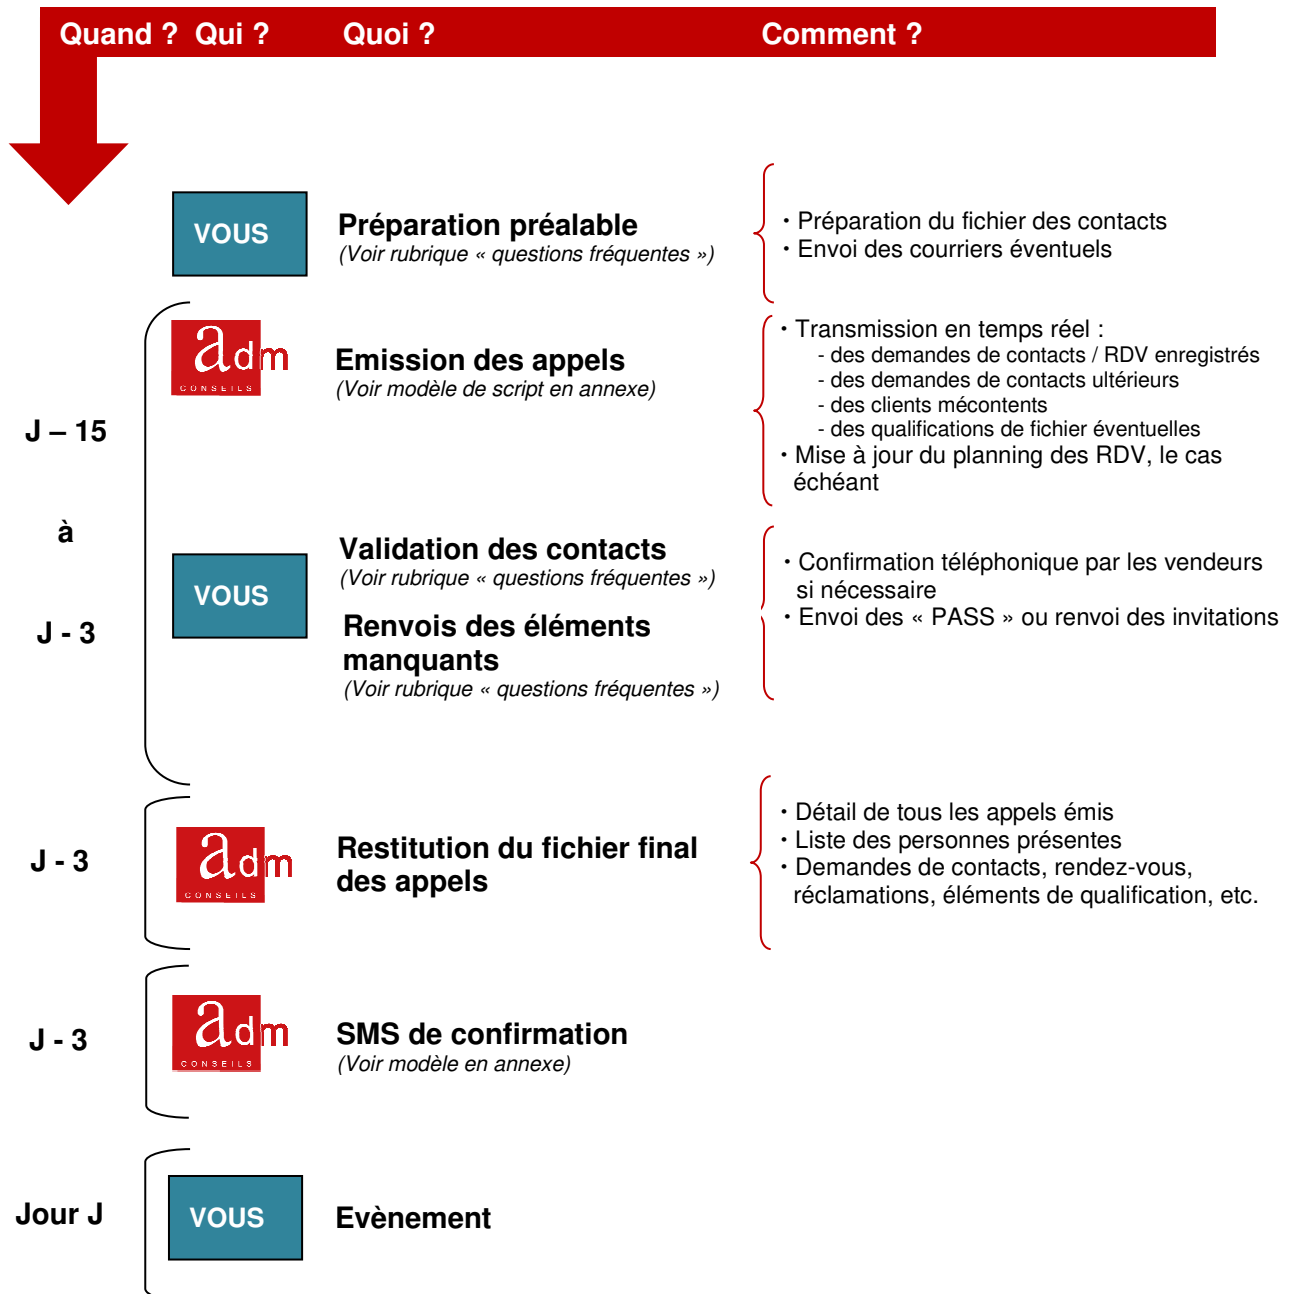 Quand ? Qui ? Quoi ? Comment ?
VOUS
Préparation préalable
(Voir rubrique « questions fréquentes »)
• Préparation du fichier des contacts
• Envoi des courriers éventuels
J – 15
à
J - 3
adm
CONSEILS
Emission des appels
(Voir modèle de script en annexe)
• Transmission en temps réel :
- des demandes de contacts / RDV enregistrés
- des demandes de contacts ultérieurs
- des clients mécontents
- des qualifications de fichier éventuelles
• Mise à jour du planning des RDV, le cas
échéant
VOUS
Validation des contacts
(Voir rubrique « questions fréquentes »)
Renvois des éléments
manquants
(Voir rubrique « questions fréquentes »)
• Confirmation téléphonique par les vendeurs
si nécessaire
• Envoi des « PASS » ou renvoi des invitations
J - 3
adm
CONSEILS
Restitution du fichier final
des appels
• Détail de tous les appels émis
• Liste des personnes présentes
• Demandes de contacts, rendez-vous,
réclamations, éléments de qualification, etc.
J - 3
adm
CONSEILS
SMS de confirmation
(Voir modèle en annexe)
Jour J
VOUS
Evènement